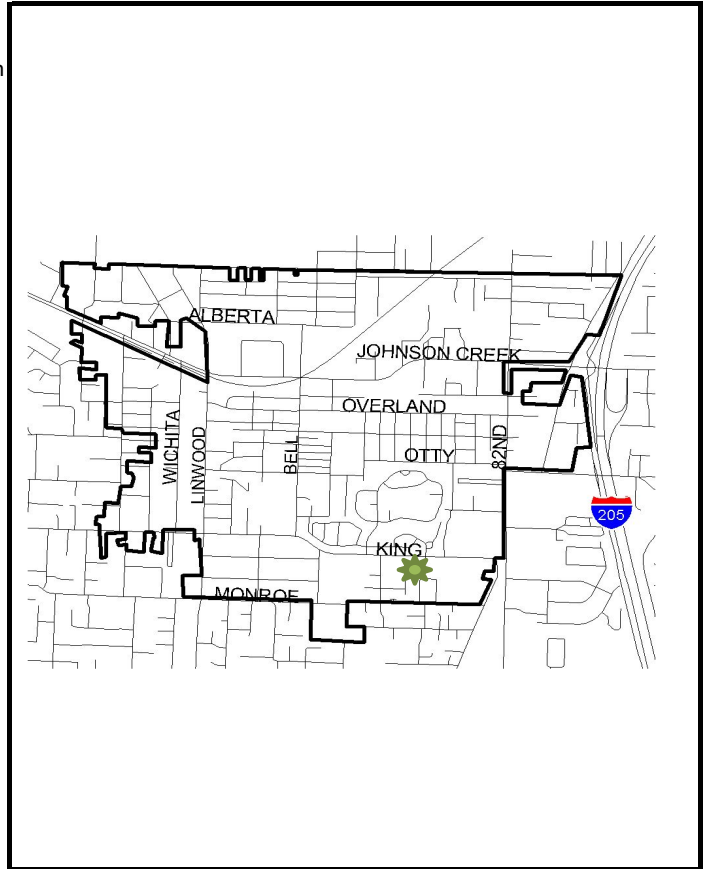 n
ALBERTA
JOHNSON CREEK
OVERLAND
WICHITA
LINWOOD
BELL
OTTY
82ND
205
KING
MONROE